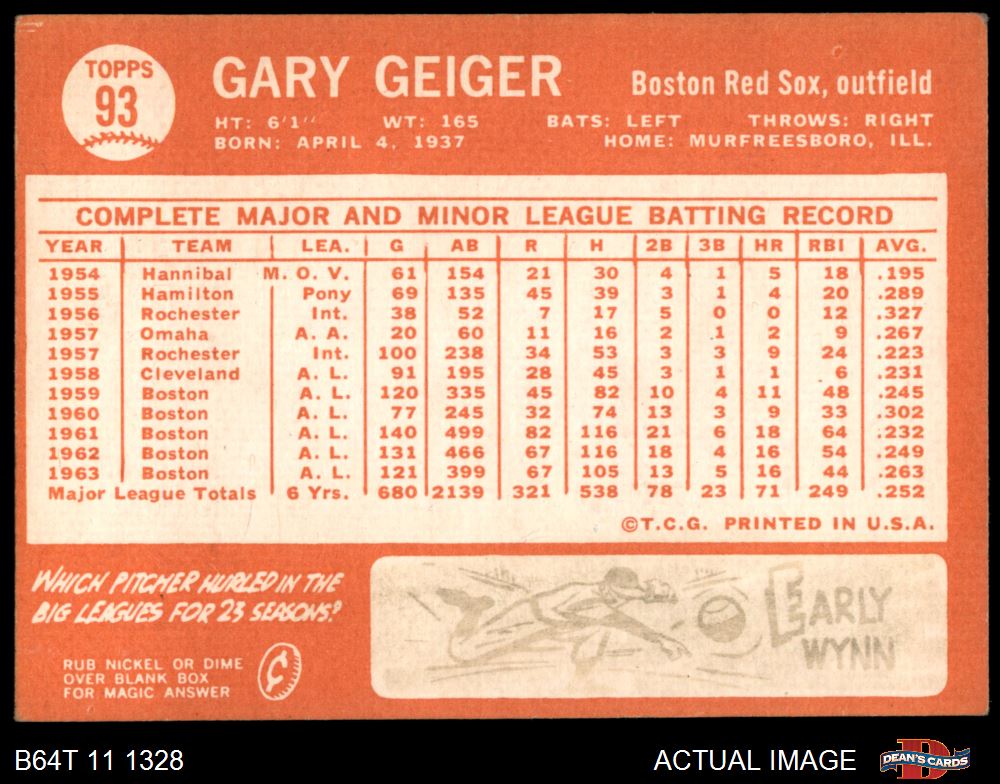 TOPPS
93
GARY GEIGER
Boston Red Sox, outfield
HT: 6'1" WT: 165 BATS: LEFT THROWS: RIGHT
BORN: APRIL 4, 1937 HOME: MURFREESBORO, ILL.
COMPLETE MAJOR AND MINOR LEAGUE BATTING RECORD
YEAR TEAM LEA. G AB R H 2B 3B HR RBI AVG.
1954 Hannibal M. O. V. 61 154 21 30 4 1 5 18 .195
1955 Hamilton Pony 69 135 45 39 3 1 4 20 .289
1956 Rochester Int. 38 52 7 17 5 0 0 12 .327
1957 Omaha A. A. 20 60 11 16 2 1 2 9 .267
1957 Rochester Int. 100 238 34 53 3 3 9 24 .223
1958 Cleveland A. L. 91 195 28 45 3 1 1 6 .231
1959 Boston A. L. 120 335 45 82 10 4 11 48 .245
1960 Boston A. L. 77 245 32 74 13 3 9 33 .302
1961 Boston A. L. 140 499 82 116 21 6 18 64 .232
1962 Boston A. L. 131 466 67 116 18 4 16 54 .249
1963 Boston A. L. 121 399 67 105 13 5 16 44 .263
Major League Totals 6 Yrs. 680 2139 321 538 78 23 71 249 .252
©T.C.G. PRINTED IN U.S.A.
WHICH PITCHER HURLED IN THE
BIG LEAGUES FOR 23 SEASONS?
RUB NICKEL OR DIME
OVER BLANK BOX
FOR MAGIC ANSWER
¢
EARLY
WYNN
B64T 11 1328
ACTUAL IMAGE
DEAN'S CARDS